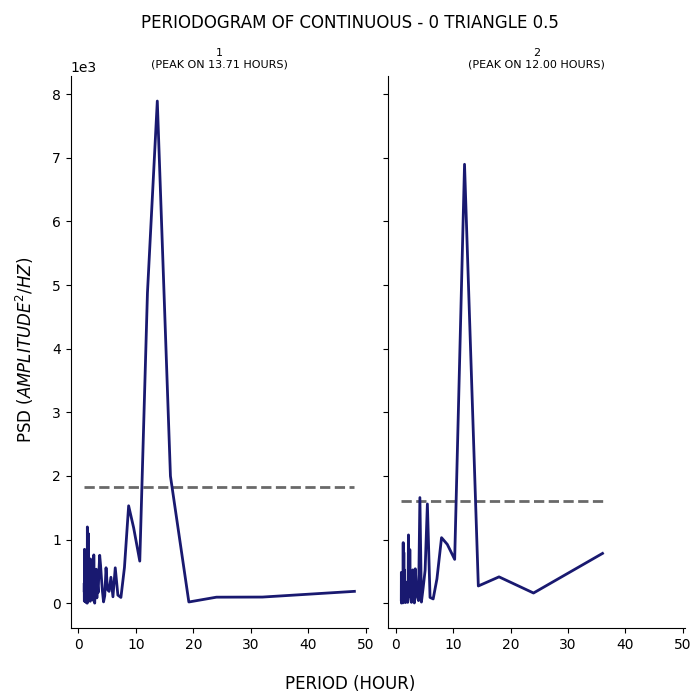 PERIODOGRAM OF CONTINUOUS - 0 TRIANGLE 0.5
1
(PEAK ON 13.71 HOURS)
2
(PEAK ON 12.00 HOURS)
1e3
8
7
6
5
4
3
2
1
0
PSD (AMPLITUDE²/HZ)
0 10 20 30 40 50
0 10 20 30 40 50
PERIOD (HOUR)